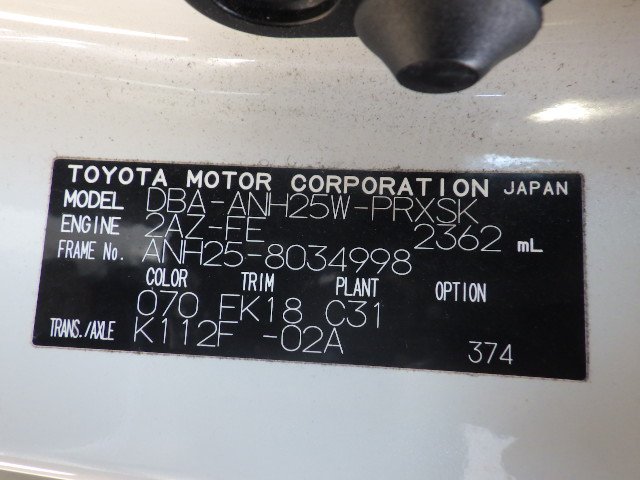 TOYOTA MOTOR CORPORATION JAPAN
MODEL DBA-ANH25W-PRXSK
ENGINE 2AZ-FE 2362 mL
FRAME No. ANH25-8034998
COLOR TRIM PLANT OPTION
070 FK18 C31
TRANS./AXLE K112F -02A
374